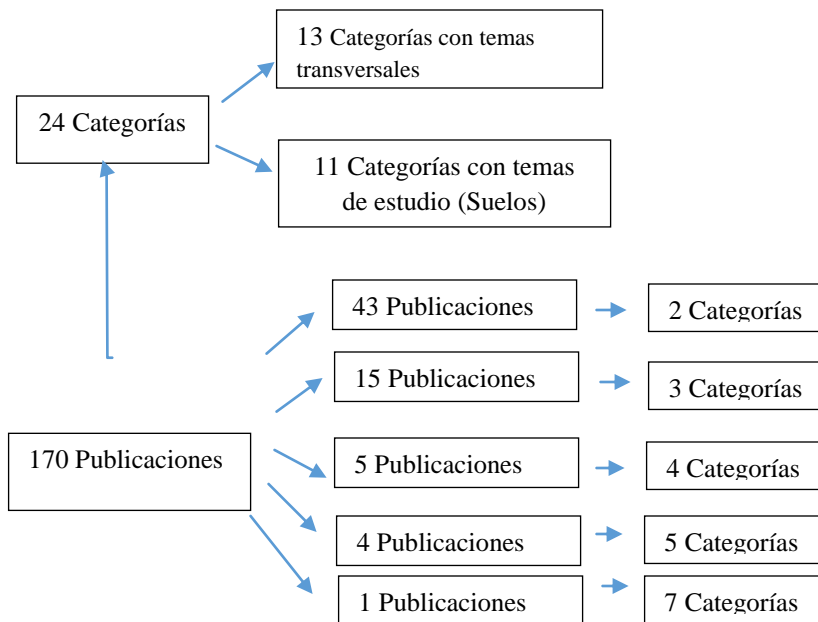 13 Categorías con temas
transversales
24 Categorías
11 Categorías con temas
de estudio (Suelos)
43 Publicaciones
2 Categorías
15 Publicaciones
3 Categorías
170 Publicaciones
5 Publicaciones
4 Categorías
4 Publicaciones
5 Categorías
1 Publicaciones
7 Categorías